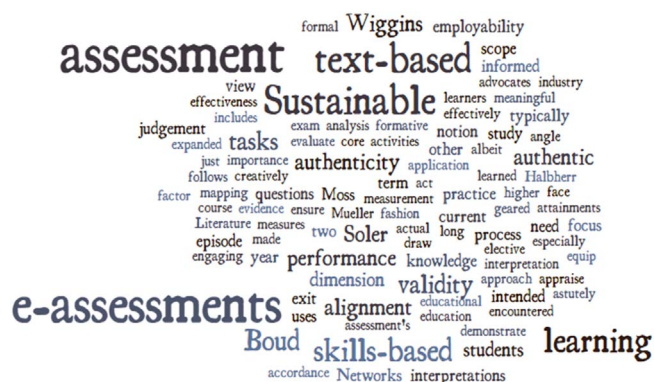 formal Wiggins employability
assessment text-based scope
informed
view advocates industry
effectiveness Sustainable learners meaningful
includes effectively typically
judgement exam analysis formative notion study angle
expanded tasks evaluate core activities other albeit
just importance authenticity application authentic
follows creatively learned Halbherr
term act
factor mapping questions Moss measurement practice higher face
course evidence ensure Mueller fashion current geared attainments
Literature measures two Soler actual long process need focus
episode made draw elective especially
engaging year performance knowledge interpretation equip
dimension validity approach appraise
e-assessments exit alignment educational intended astutely
uses education encountered
assessment's
Boud demonstrate learning
skills-based students
accordance Networks interpretations